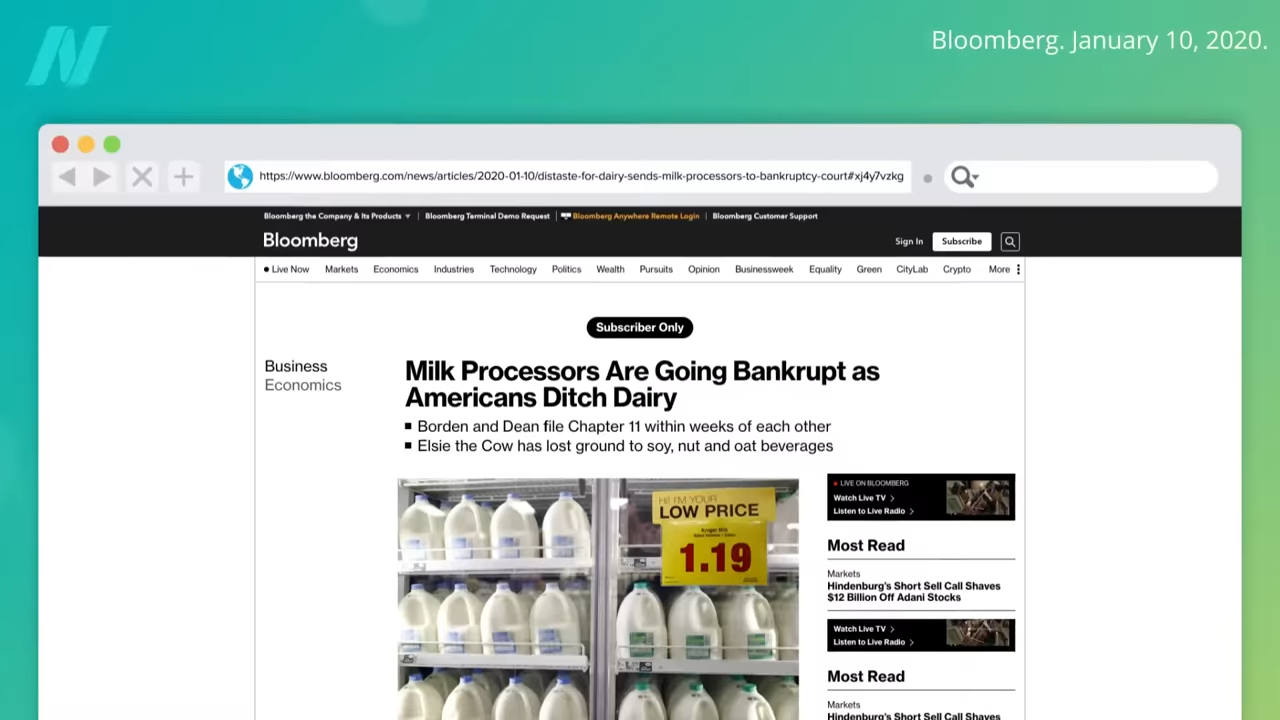 Bloomberg. January 10, 2020.
https://www.bloomberg.com/news/articles/2020-01-10/distaste-for-dairy-sends-milk-processors-to-bankruptcy-court#xj4y7vzkg
Bloomberg the Company & Its Products | Bloomberg Terminal Demo Request | Bloomberg Anywhere Remote Login | Bloomberg Customer Support
Bloomberg
Sign In Subscribe
Live Now Markets Economics Industries Technology Politics Wealth Pursuits Opinion Businessweek Equality Green CityLab Crypto More
Subscriber Only
Business
Economics
Milk Processors Are Going Bankrupt as
Americans Ditch Dairy
Borden and Dean file Chapter 11 within weeks of each other
Elsie the Cow has lost ground to soy, nut and oat beverages
HI! I'M YOUR
LOW PRICE
1.19
LIVE ON BLOOMBERG
Watch Live TV
Listen to Live Radio
Most Read
Markets
Hindenburg's Short Sell Call Shaves
$12 Billion Off Adani Stocks
Watch Live TV
Listen to Live Radio
Most Read
Markets
Hindenburg's Short Sell Call Shaves